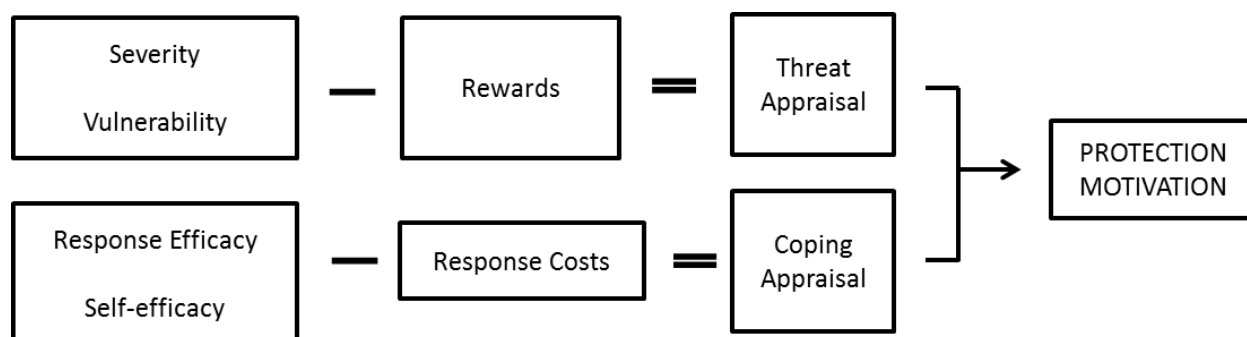 Severity
Vulnerability
Rewards
Threat
Appraisal
PROTECTION
MOTIVATION
Response Efficacy
Self-efficacy
Response Costs
Coping
Appraisal